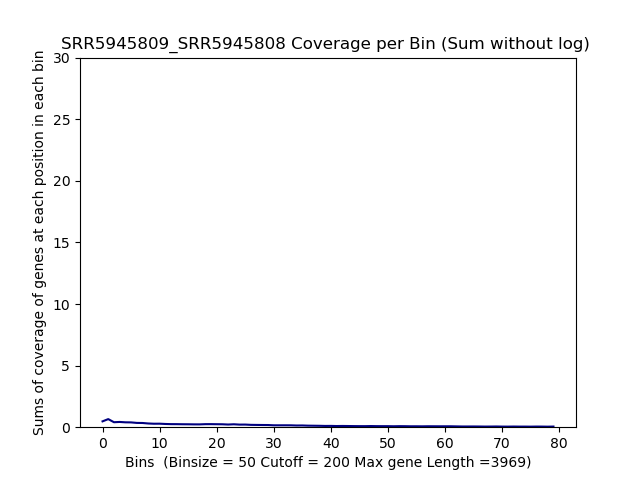 SRR5945809_SRR5945808 Coverage per Bin (Sum without log)
Sums of coverage of genes at each position in each bin
30
25
20
15
10
5
0
0 10 20 30 40 50 60 70 80
Bins  (Binsize = 50 Cutoff = 200 Max gene Length =3969)